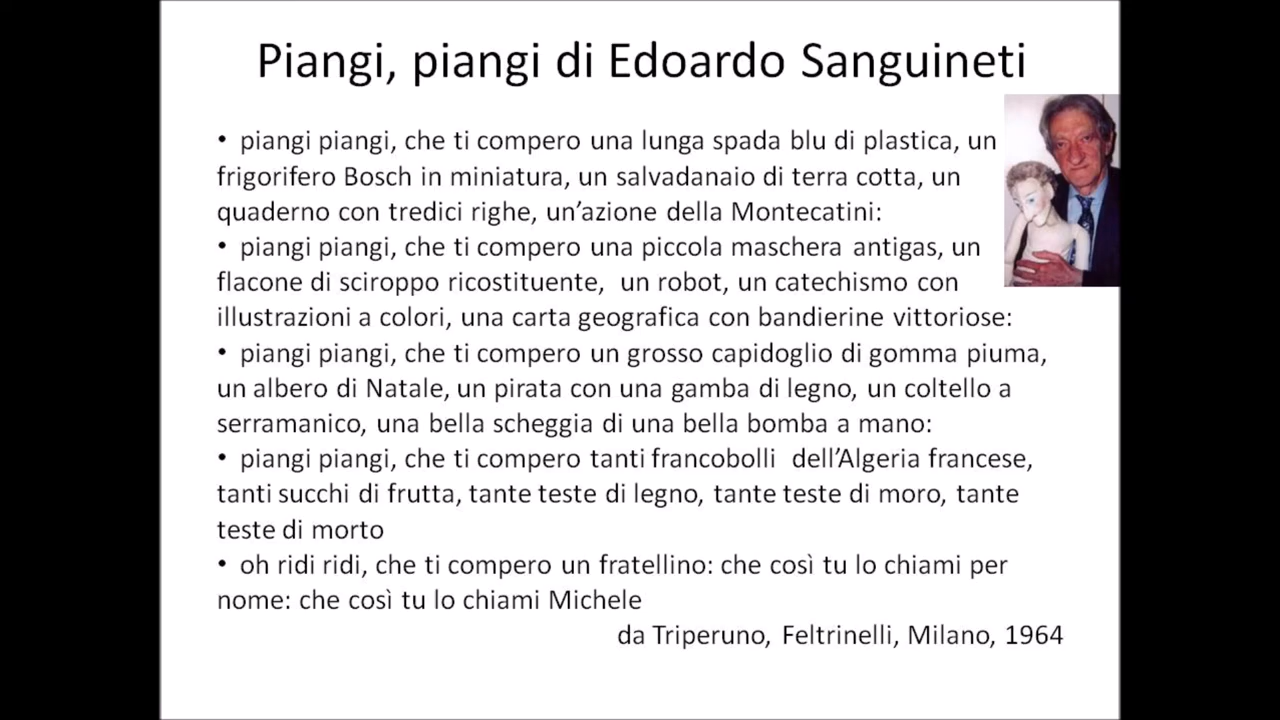 Piangi, piangi di Edoardo Sanguineti
• piangi piangi, che ti compero una lunga spada blu di plastica, un
frigorifero Bosch in miniatura, un salvadanaio di terra cotta, un
quaderno con tredici righe, un’azione della Montecatini:
• piangi piangi, che ti compero una piccola maschera antigas, un
flacone di sciroppo ricostituente, un robot, un catechismo con
illustrazioni a colori, una carta geografica con bandierine vittoriose:
• piangi piangi, che ti compero un grosso capidoglio di gomma piuma,
un albero di Natale, un pirata con una gamba di legno, un coltello a
serramanico, una bella scheggia di una bella bomba a mano:
• piangi piangi, che ti compero tanti francobolli dell’Algeria francese,
tanti succhi di frutta, tante teste di legno, tante teste di moro, tante
teste di morto
• oh ridi ridi, che ti compero un fratellino: che così tu lo chiami per
nome: che così tu lo chiami Michele
da Triperuno, Feltrinelli, Milano, 1964